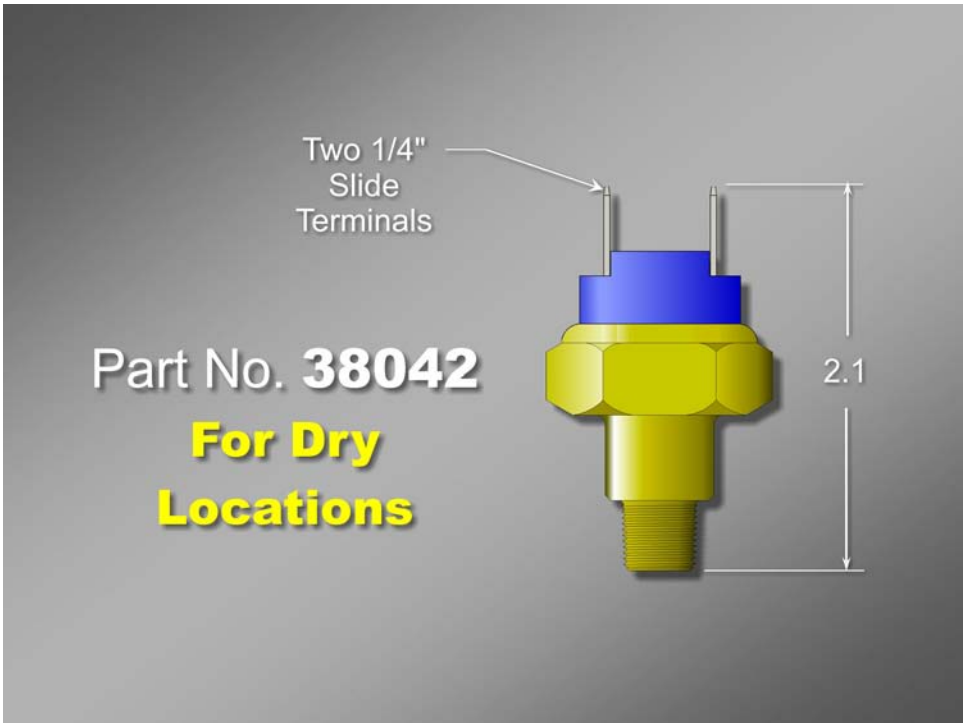 Two 1/4"
Slide
Terminals
Part No. 38042
For Dry
Locations
2.1